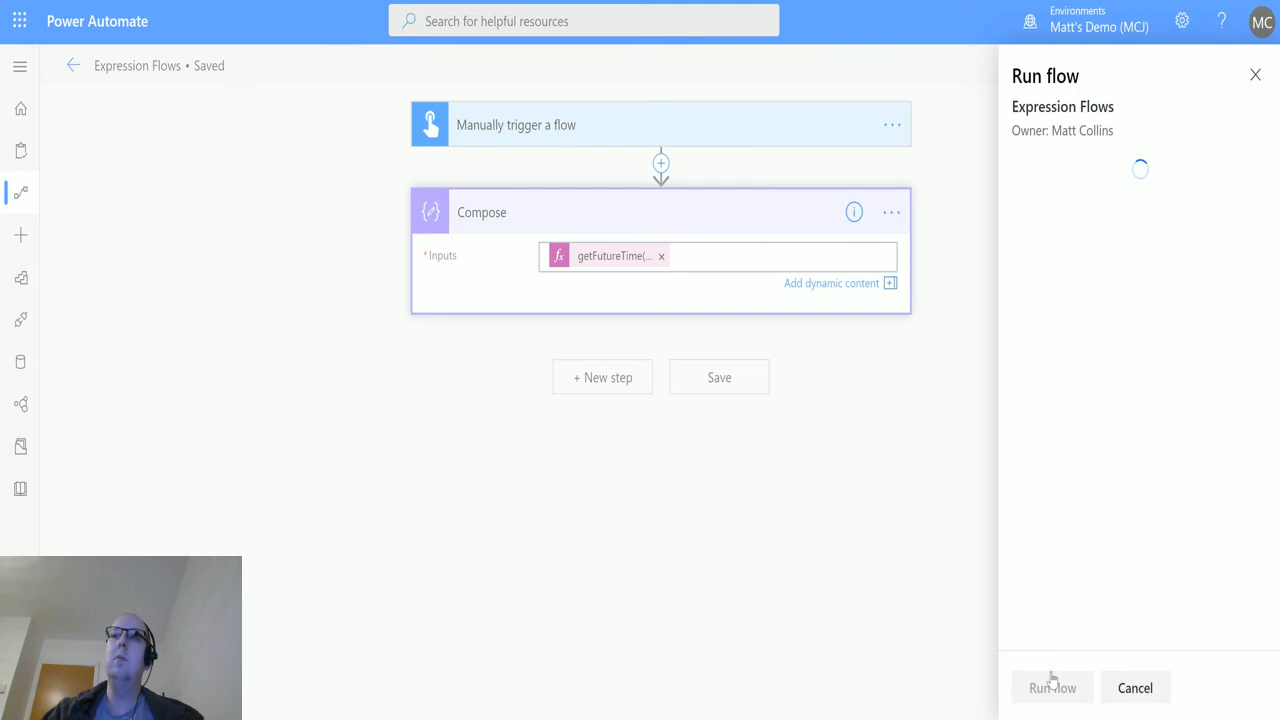 Power Automate
Search for helpful resources
Environments
Matt's Demo (MCJ)
?
MC
Expression Flows • Saved
Run flow
Expression Flows
Owner: Matt Collins
Manually trigger a flow
Compose
* Inputs
fx getFutureTime(... ×
Add dynamic content
+ New step
Save
Run flow
Cancel